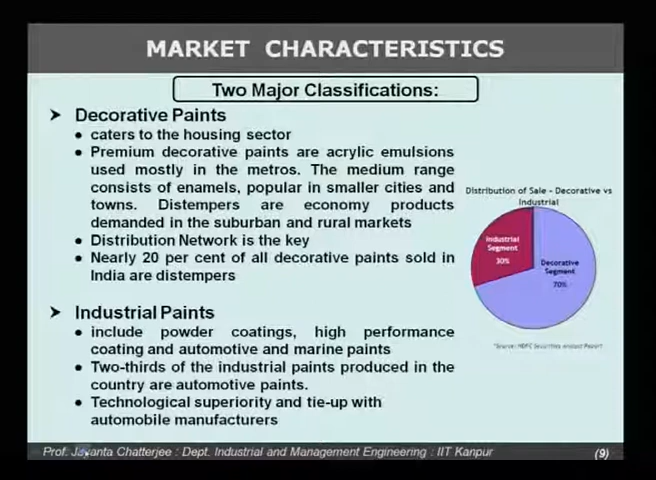 MARKET CHARACTERISTICS
Two Major Classifications:
Decorative Paints
caters to the housing sector
Premium decorative paints are acrylic emulsions
used mostly in the metros. The medium range
consists of enamels, popular in smaller cities and
towns. Distempers are economy products
demanded in the suburban and rural markets
Distribution Network is the key
Nearly 20 per cent of all decorative paints sold in
India are distempers
Industrial Paints
include powder coatings, high performance
coating and automotive and marine paints
Two-thirds of the industrial paints produced in the
country are automotive paints.
Technological superiority and tie-up with
automobile manufacturers
Distribution of Sale - Decorative vs
Industrial
Industrial
Segment
30%
Decorative
Segment
70%
*Source: HDFC Securities Analyst Report*
Prof. Jayanta Chatterjee : Dept. Industrial and Management Engineering : IIT Kanpur
(9)